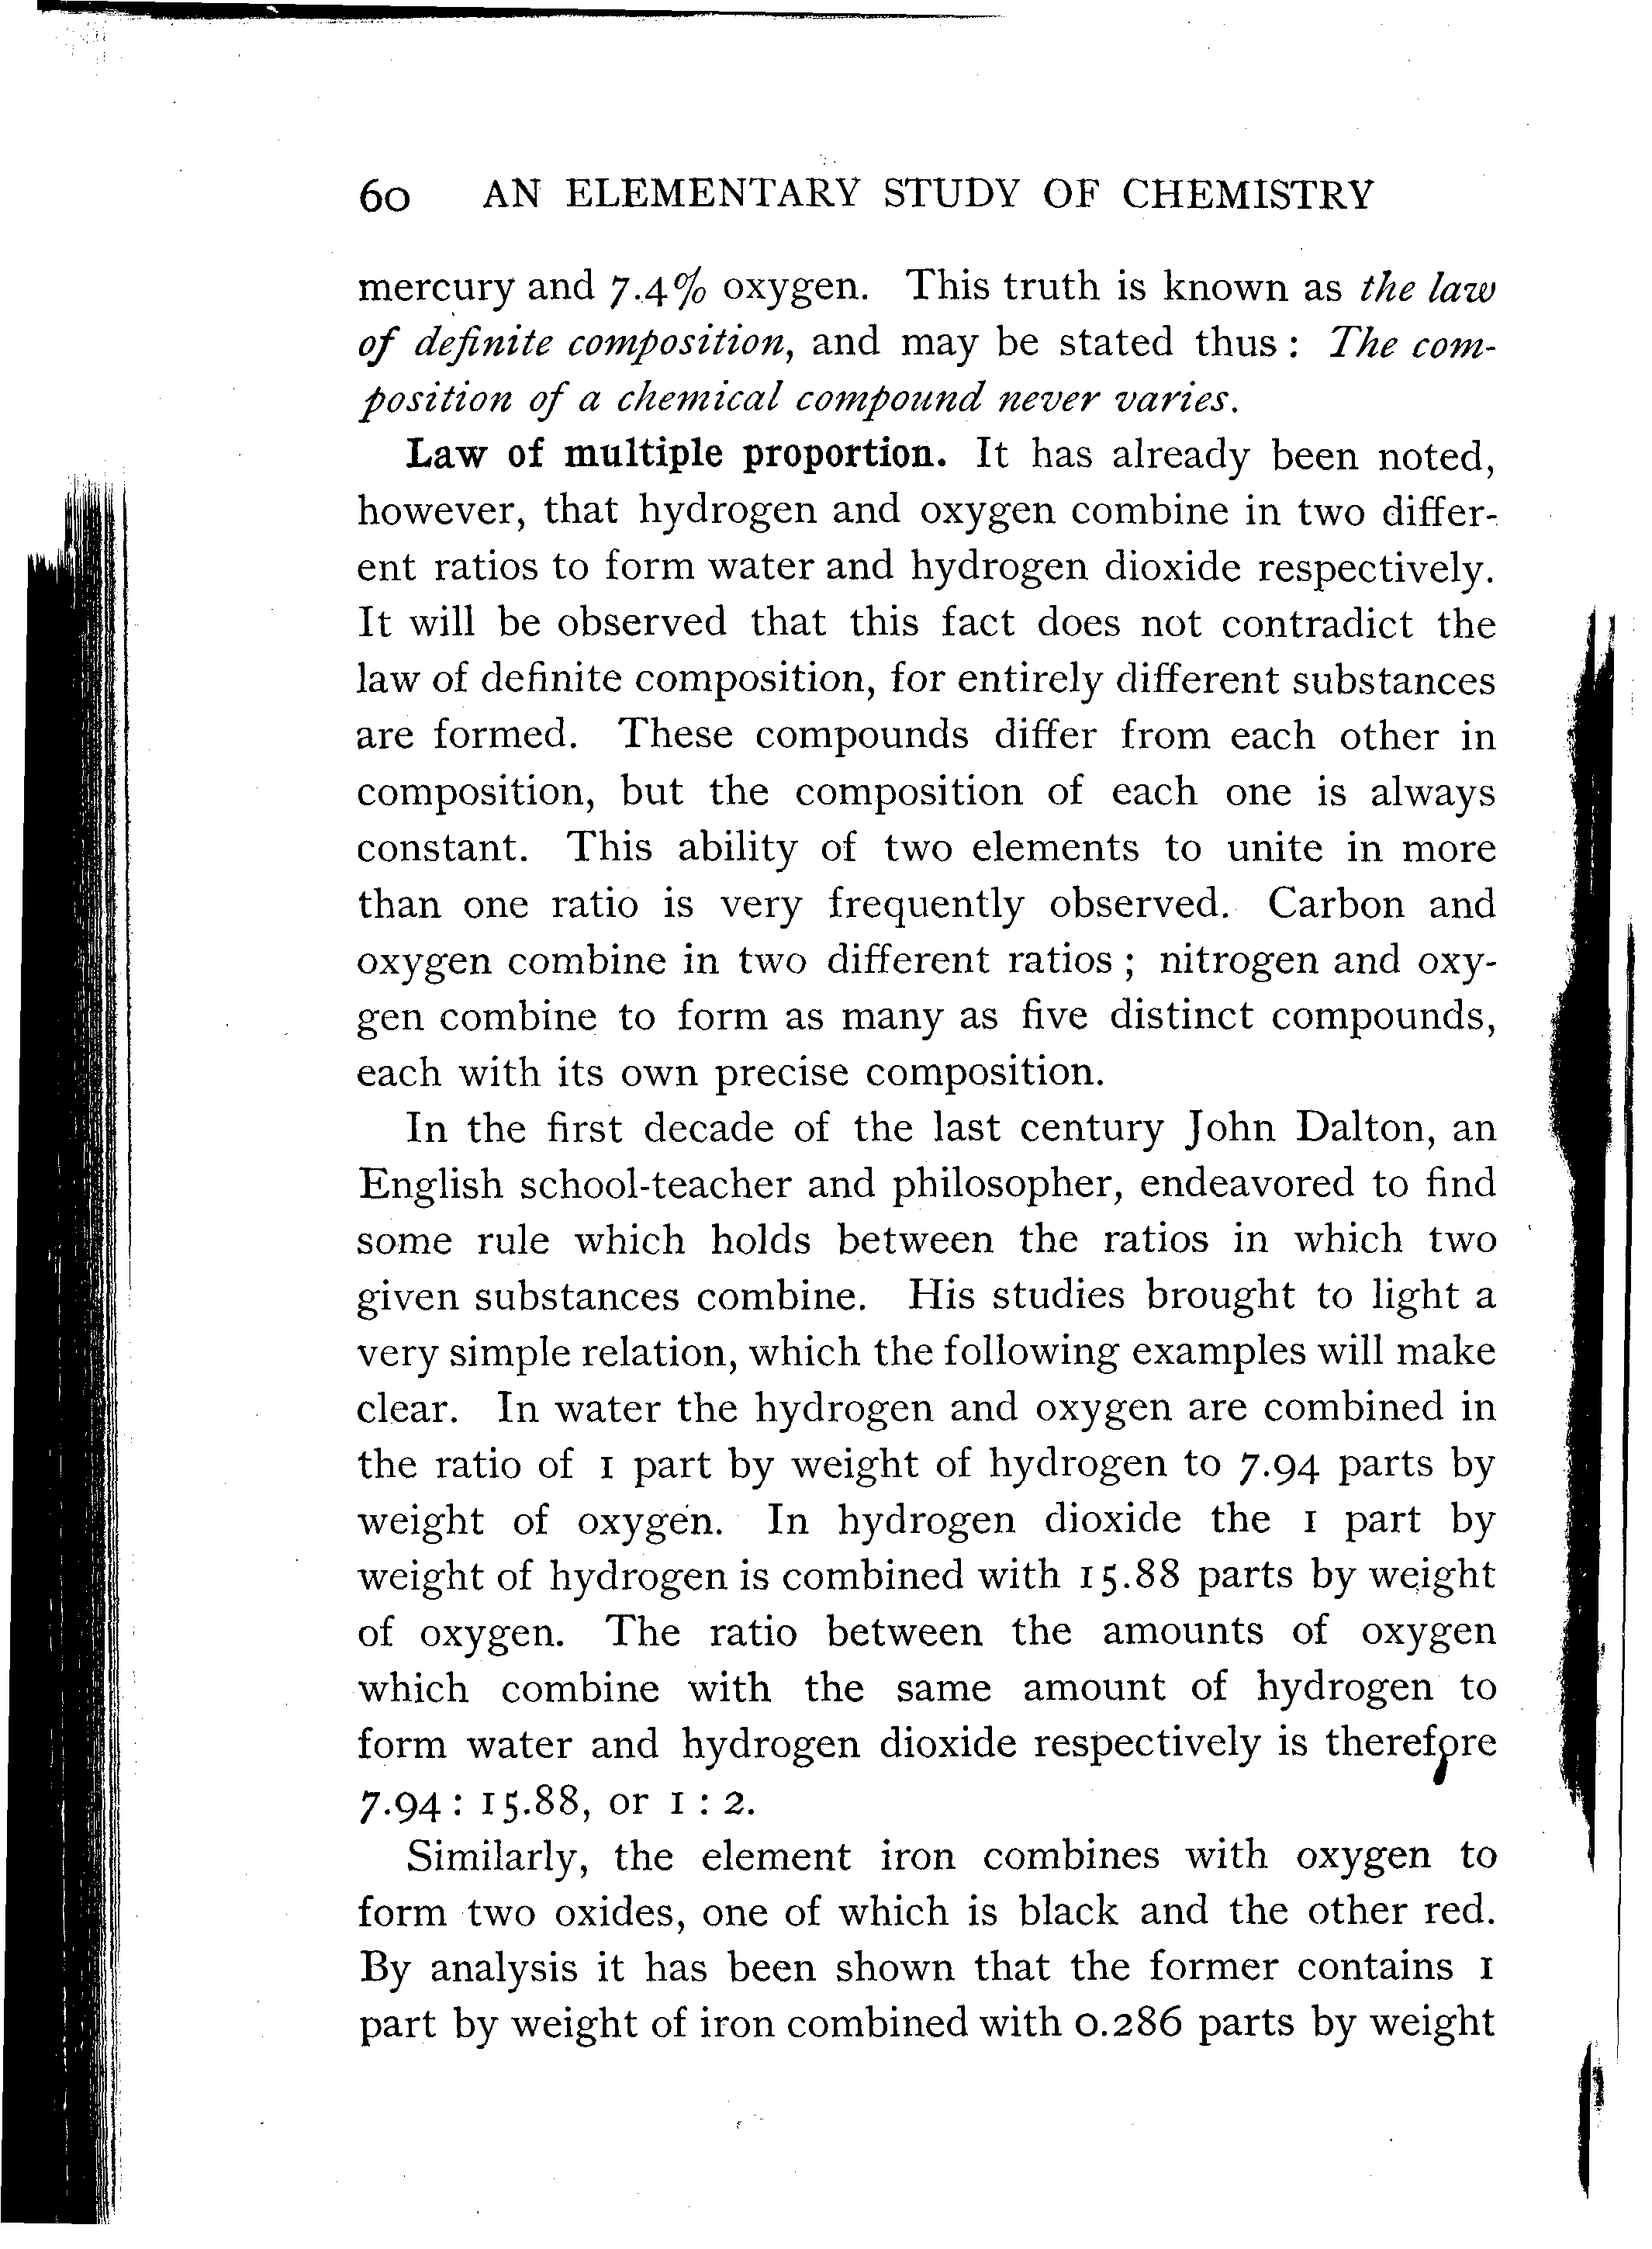 60 AN ELEMENTARY STUDY OF CHEMISTRY
mercury and 7.4% oxygen. This truth is known as the law
of definite composition, and may be stated thus: The com-
position of a chemical compound never varies.
Law of multiple proportion. It has already been noted,
however, that hydrogen and oxygen combine in two differ-
ent ratios to form water and hydrogen dioxide respectively.
It will be observed that this fact does not contradict the
law of definite composition, for entirely different substances
are formed. These compounds differ from each other in
composition, but the composition of each one is always
constant. This ability of two elements to unite in more
than one ratio is very frequently observed. Carbon and
oxygen combine in two different ratios; nitrogen and oxy-
gen combine to form as many as five distinct compounds,
each with its own precise composition.
In the first decade of the last century John Dalton, an
English school-teacher and philosopher, endeavored to find
some rule which holds between the ratios in which two
given substances combine. His studies brought to light a
very simple relation, which the following examples will make
clear. In water the hydrogen and oxygen are combined in
the ratio of 1 part by weight of hydrogen to 7.94 parts by
weight of oxygen. In hydrogen dioxide the 1 part by
weight of hydrogen is combined with 15.88 parts by weight
of oxygen. The ratio between the amounts of oxygen
which combine with the same amount of hydrogen to
form water and hydrogen dioxide respectively is therefore
7.94: 15.88, or 1 : 2.
Similarly, the element iron combines with oxygen to
form two oxides, one of which is black and the other red.
By analysis it has been shown that the former contains 1
part by weight of iron combined with 0.286 parts by weight